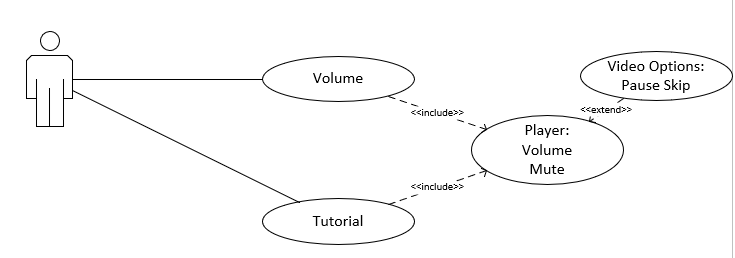 Volume
<<include>>
Player:
Volume
Mute
Video Options:
Pause Skip
<<extend>>
<<include>>
Tutorial